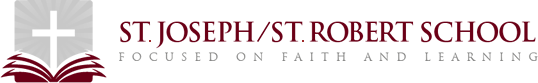 ST. JOSEPH/ST. ROBERT SCHOOL
FOCUSED ON FAITH AND LEARNING